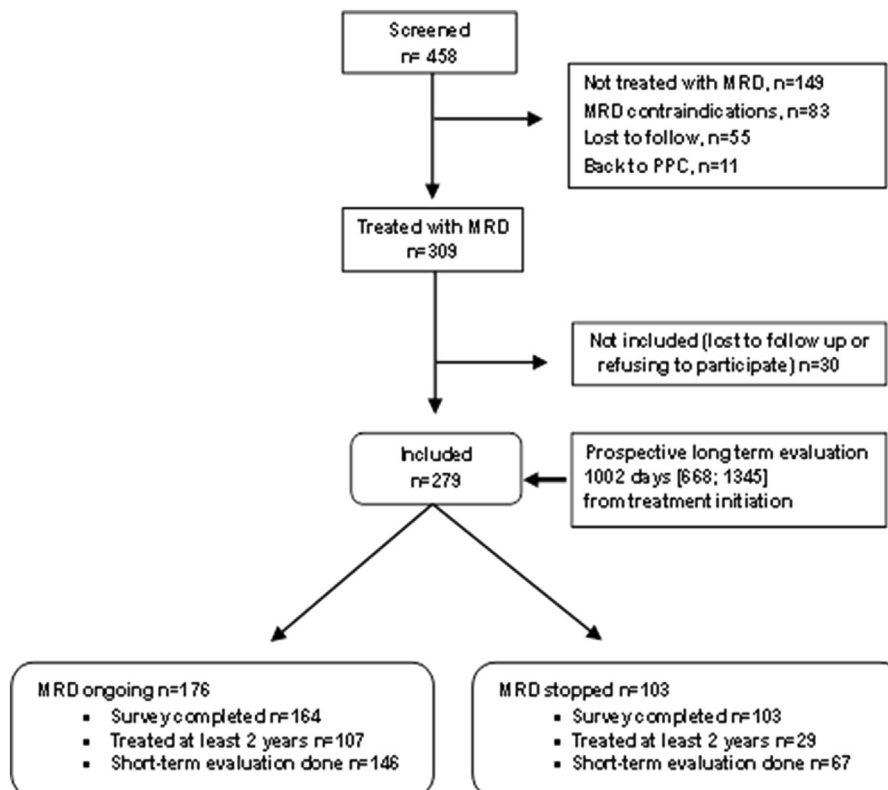 Screened
n= 458
Not treated with MRD, n=149
MRD contraindications, n=83
Lost to follow, n=55
Back to PPC, n=11
Treated with MRD
n=309
Not included (lost to follow up or
refusing to participate) n=30
Included
n=279
Prospective long term evaluation
1002 days [668; 1345]
from treatment initiation
MRD ongoing n=176
▪ Survey completed n=164
▪ Treated at least 2 years n=107
▪ Short-term evaluation done n=146
MRD stopped n=103
▪ Survey completed n=103
▪ Treated at least 2 years n=29
▪ Short-term evaluation done n=67